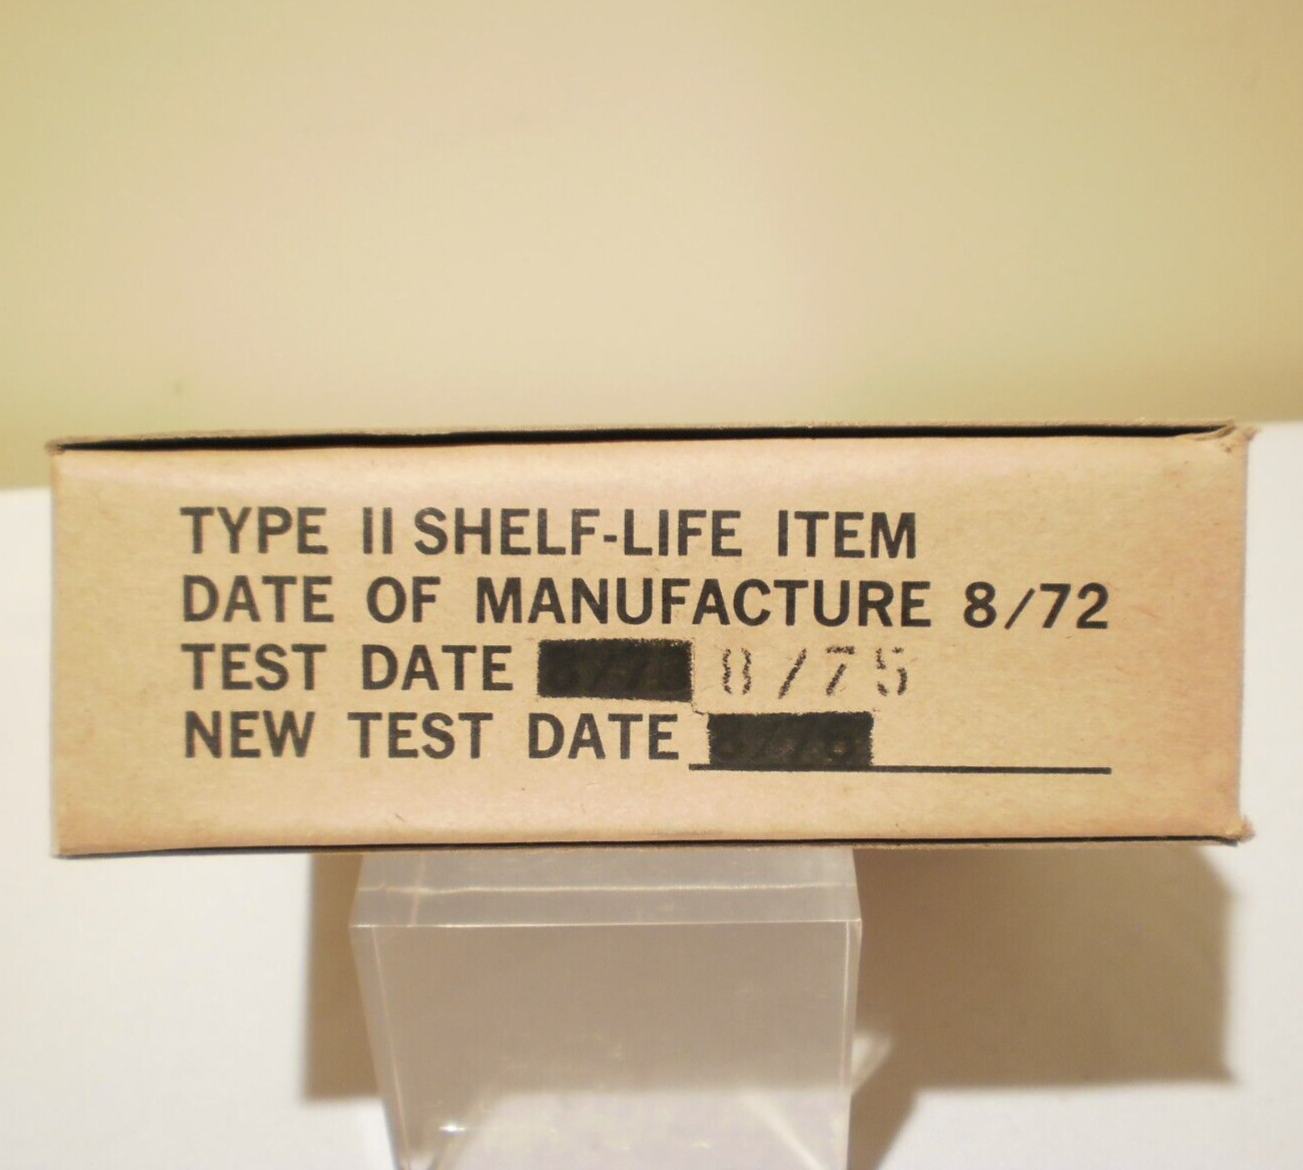 TYPE II SHELF-LIFE ITEM
DATE OF MANUFACTURE 8/72
TEST DATE 8/75
NEW TEST DATE